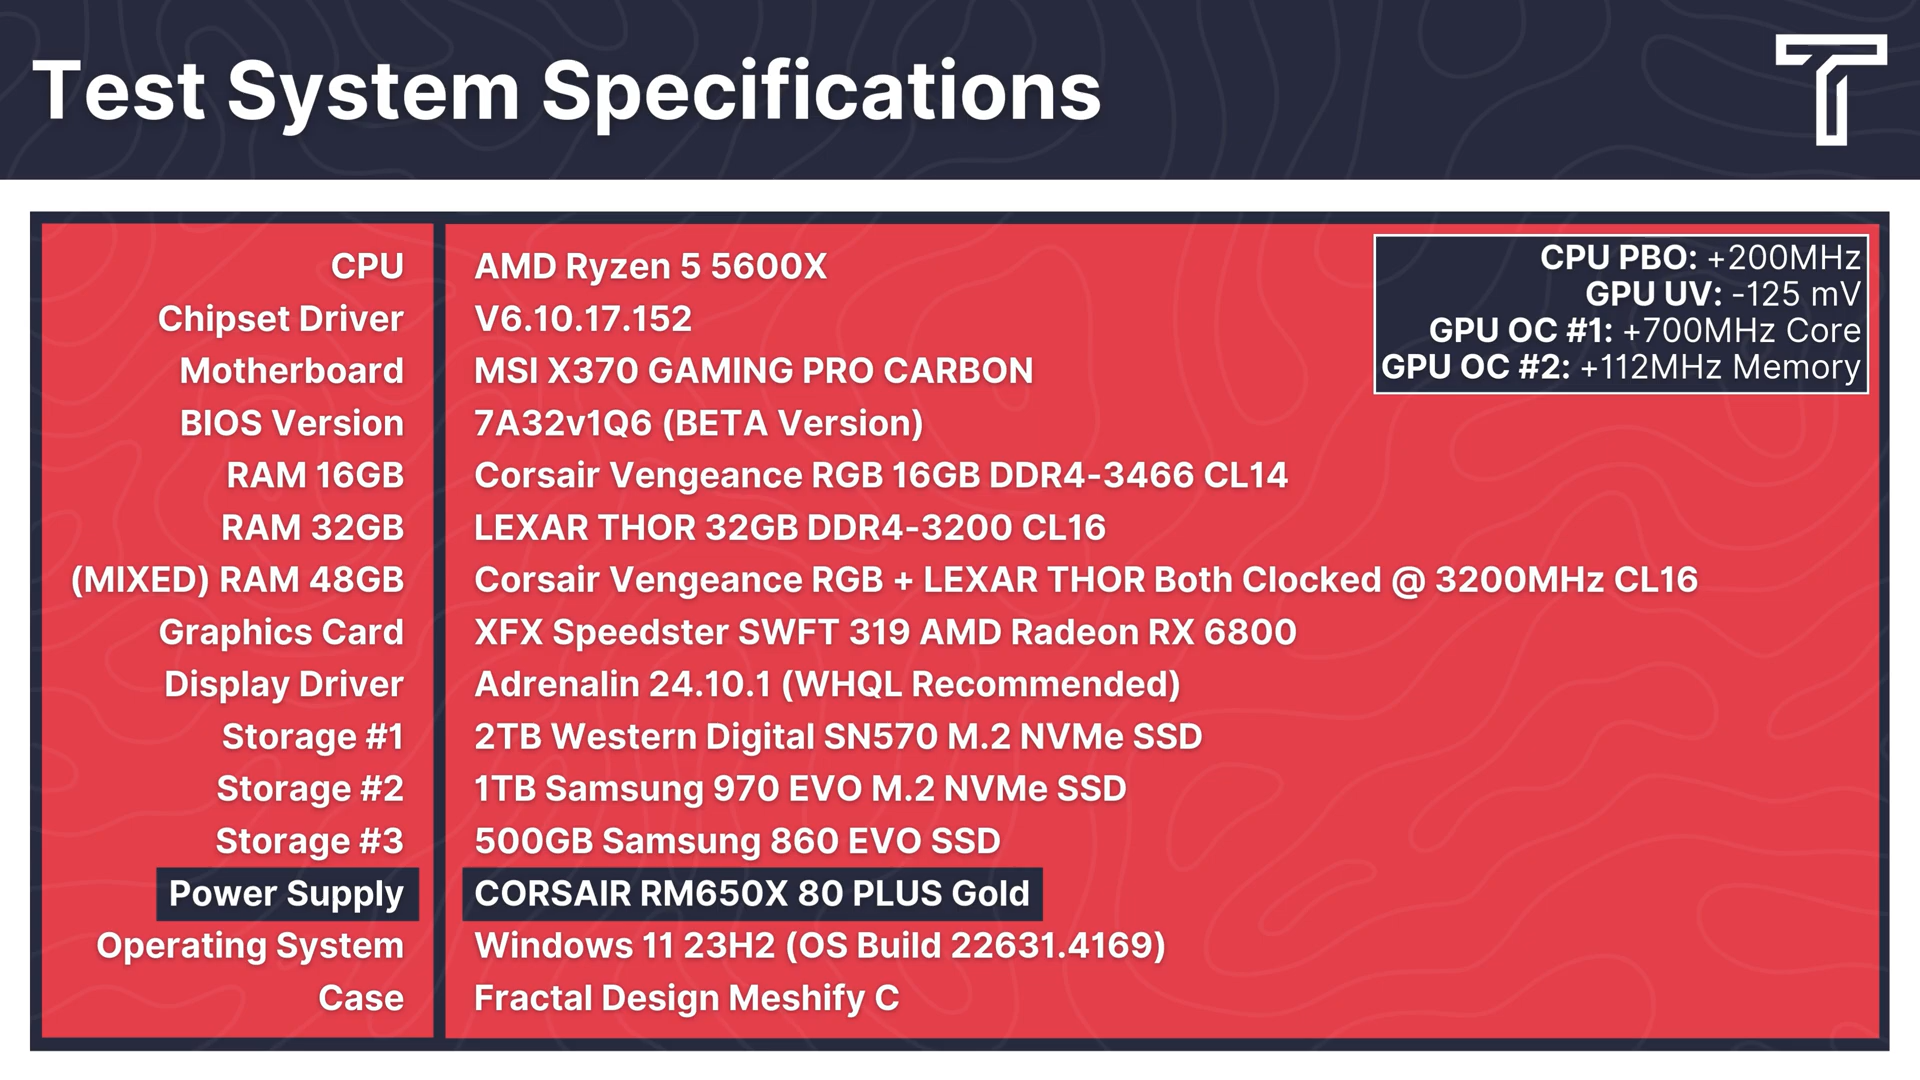 Test System Specifications
CPU AMD Ryzen 5 5600X
Chipset Driver V6.10.17.152
Motherboard MSI X370 GAMING PRO CARBON
BIOS Version 7A32v1Q6 (BETA Version)
RAM 16GB Corsair Vengeance RGB 16GB DDR4-3466 CL14
RAM 32GB LEXAR THOR 32GB DDR4-3200 CL16
(MIXED) RAM 48GB Corsair Vengeance RGB + LEXAR THOR Both Clocked @ 3200MHz CL16
Graphics Card XFX Speedster SWFT 319 AMD Radeon RX 6800
Display Driver Adrenalin 24.10.1 (WHQL Recommended)
Storage #1 2TB Western Digital SN570 M.2 NVMe SSD
Storage #2 1TB Samsung 970 EVO M.2 NVMe SSD
Storage #3 500GB Samsung 860 EVO SSD
Power Supply CORSAIR RM650X 80 PLUS Gold
Operating System Windows 11 23H2 (OS Build 22631.4169)
Case Fractal Design Meshify C
CPU PBO: +200MHz
GPU UV: -125 mV
GPU OC #1: +700MHz Core
GPU OC #2: +112MHz Memory